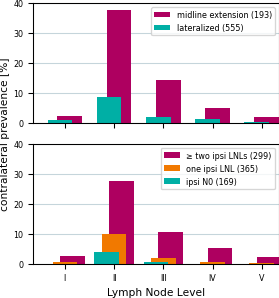 contralateral prevalence [%]
40
30
20
10
0
midline extension (193)
lateralized (555)
40
30
20
10
0
≥ two ipsi LNLs (299)
one ipsi LNL (365)
ipsi N0 (169)
I
II
III
IV
V
Lymph Node Level